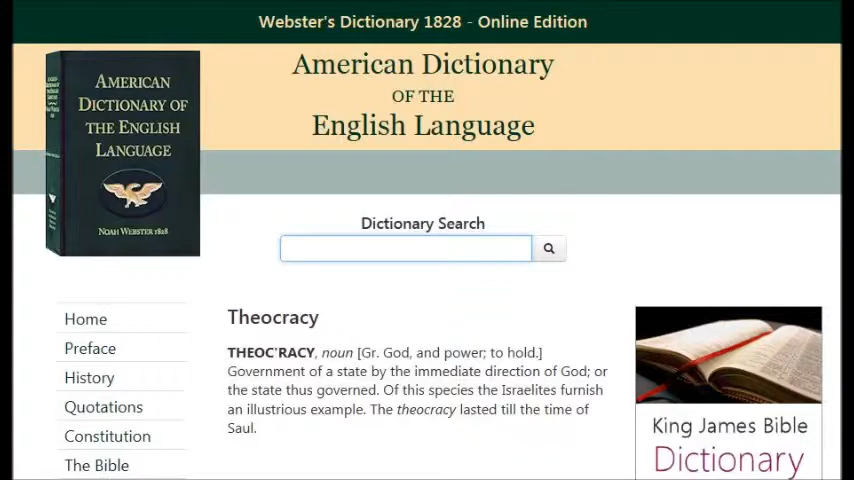 Webster's Dictionary 1828 - Online Edition
AMERICAN
DICTIONARY OF
THE ENGLISH
LANGUAGE
NOAH WEBSTER 1828
American Dictionary
OF THE
English Language
Dictionary Search
Home
Preface
History
Quotations
Constitution
The Bible
Theocracy
THEOC'RACY, noun [Gr. God, and power; to hold.]
Government of a state by the immediate direction of God; or
the state thus governed. Of this species the Israelites furnish
an illustrious example. The theocracy lasted till the time of
Saul.
King James Bible
Dictionary